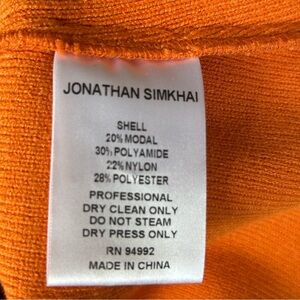 JONATHAN SIMKHAI
SHELL
20% MODAL
30% POLYAMIDE
22% NYLON
28% POLYESTER
PROFESSIONAL
DRY CLEAN ONLY
DO NOT STEAM
DRY PRESS ONLY
RN 94992
MADE IN CHINA